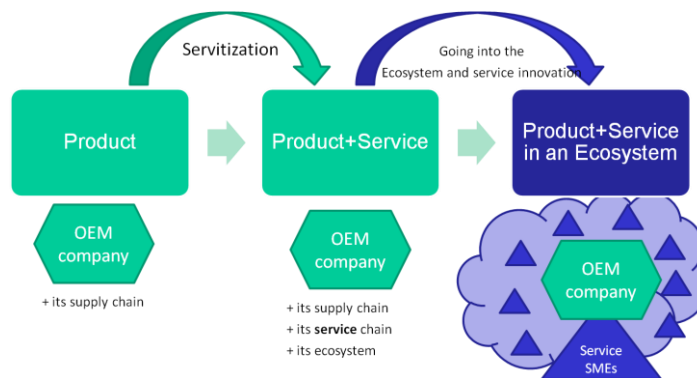 Servitization
Going into the
Ecosystem and service innovation
Product
Product+Service
Product+Service
in an Ecosystem
OEM
company
+ its supply chain
OEM
company
+ its supply chain
+ its service chain
+ its ecosystem
OEM
company
Service
SMEs